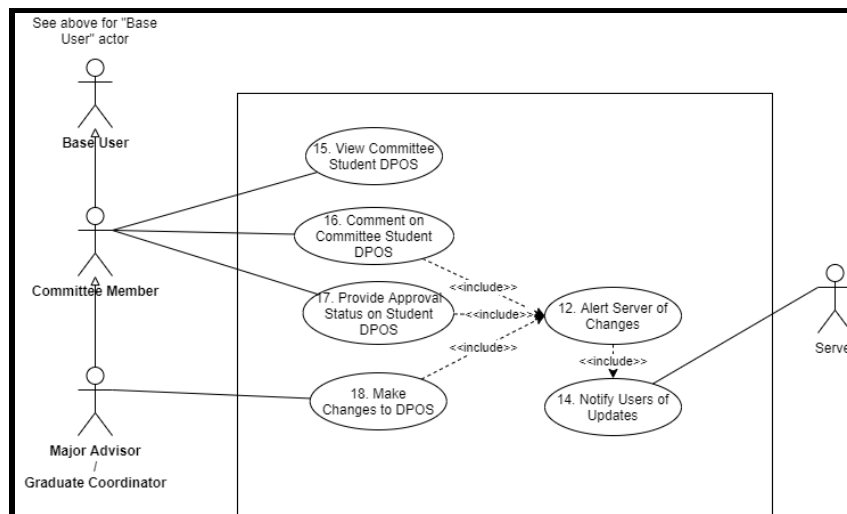 See above for "Base
User" actor
Base User
15. View Committee
Student DPOS
16. Comment on
Committee Student
DPOS
Committee Member
<<include>>
17. Provide Approval
Status on Student
DPOS
<<include>>
12. Alert Server of
Changes
<<include>>
<<include>>
Serve
18. Make
Changes to DPOS
14. Notify Users of
Updates
Major Advisor
/
Graduate Coordinator